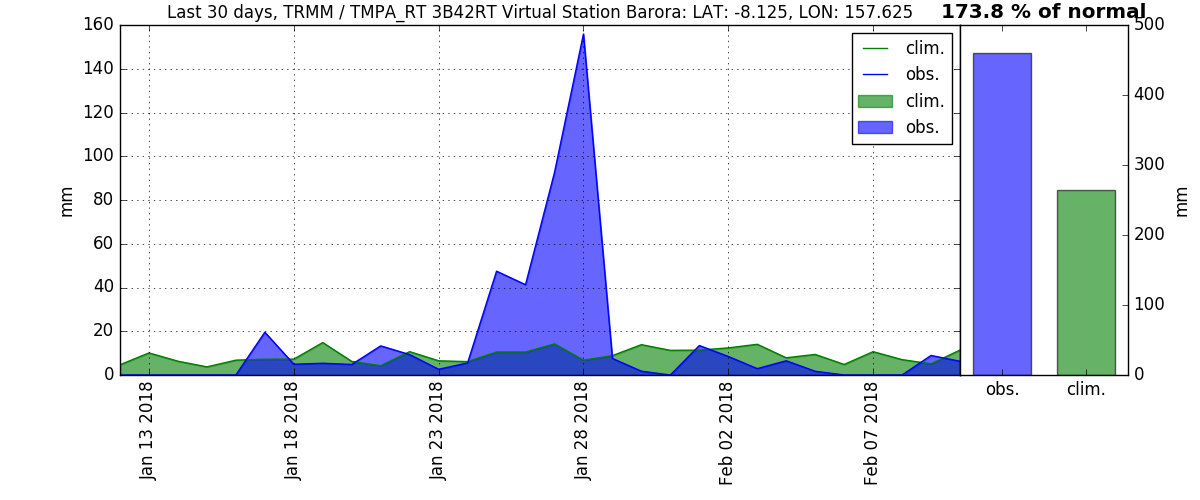 Last 30 days, TRMM / TMPA_RT 3B42RT Virtual Station Barora: LAT: -8.125, LON: 157.625
173.8 % of normal
160
140
120
100
80
60
40
20
0
mm
clim.
obs.
clim.
obs.
Jan 13 2018
Jan 18 2018
Jan 23 2018
Jan 28 2018
Feb 02 2018
Feb 07 2018
500
400
300
200
100
0
mm
obs.
clim.